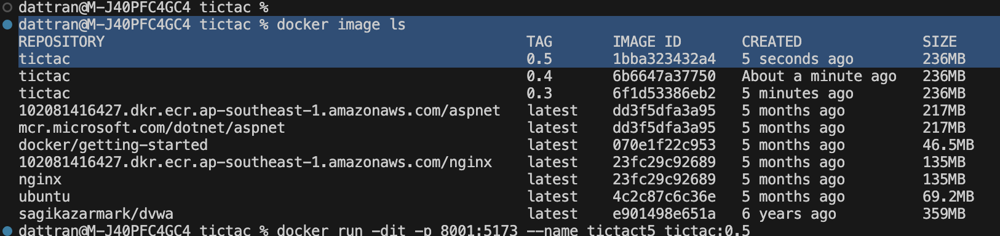 dattran@M-J40PFC4GC4 tictac %
dattran@M-J40PFC4GC4 tictac % docker image ls
REPOSITORY TAG IMAGE ID CREATED SIZE
tictac 0.5 1bba323432a4 5 seconds ago 236MB
tictac 0.4 6b6647a37750 About a minute ago 236MB
tictac 0.3 6f1d53386eb2 5 minutes ago 236MB
102081416427.dkr.ecr.ap-southeast-1.amazonaws.com/aspnet latest dd3f5dfa3a95 5 months ago 217MB
mcr.microsoft.com/dotnet/aspnet latest dd3f5dfa3a95 5 months ago 217MB
docker/getting-started latest 070e1f22c953 5 months ago 46.5MB
102081416427.dkr.ecr.ap-southeast-1.amazonaws.com/nginx latest 23fc29c92689 5 months ago 135MB
nginx latest 23fc29c92689 5 months ago 135MB
ubuntu latest 4c2c87c6c36e 5 months ago 69.2MB
sagikazarmark/dvwa latest e901498e651a 6 years ago 359MB
dattran@M-J40PFC4GC4 tictac % docker run -dit -p 8001:5173 --name tictact5 tictac:0.5